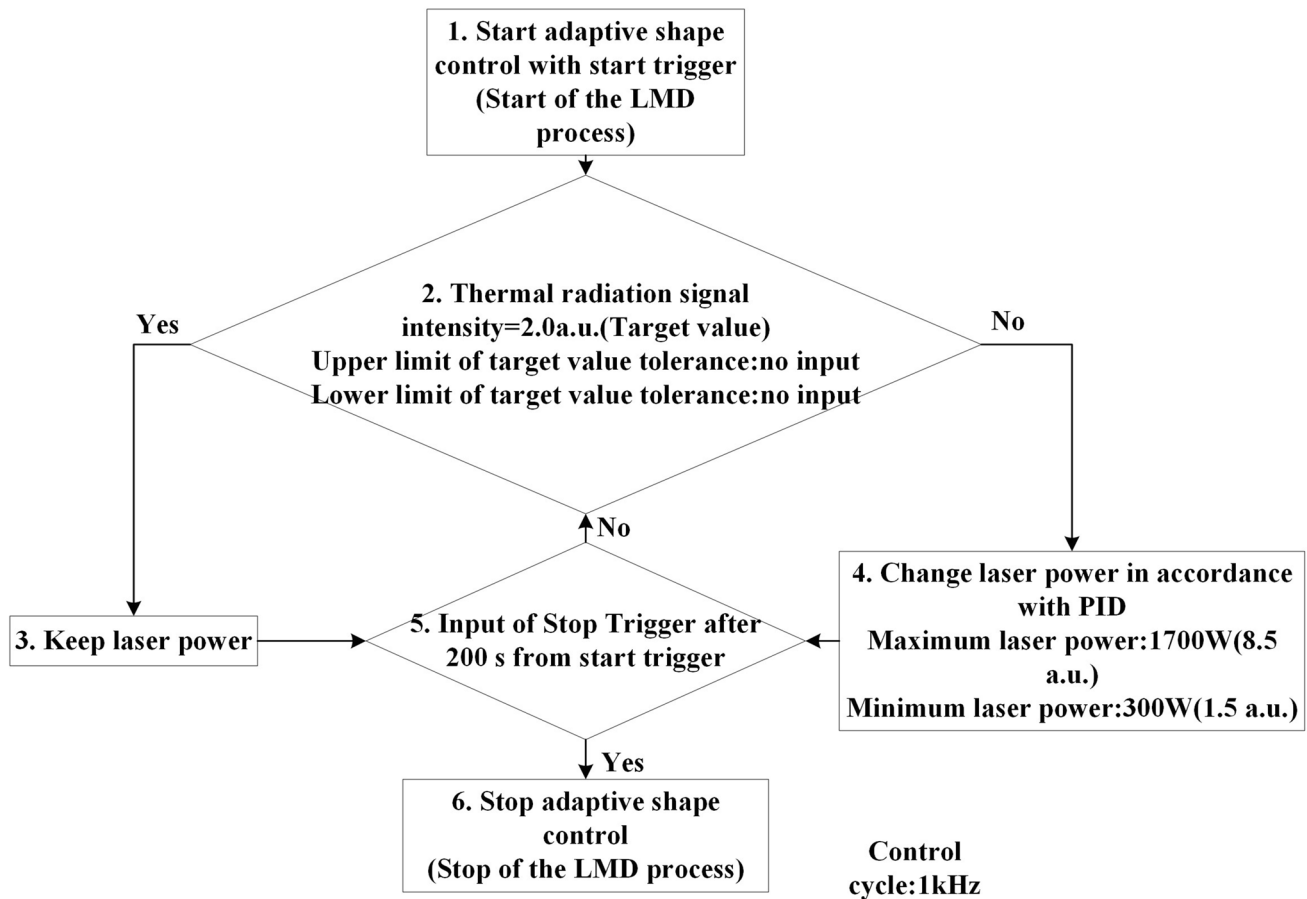 1. Start adaptive shape
control with start trigger
(Start of the LMD
process)
2. Thermal radiation signal
intensity=2.0a.u.(Target value)
Upper limit of target value tolerance:no input
Lower limit of target value tolerance:no input
Yes
No
No
3. Keep laser power
5. Input of Stop Trigger after
200 s from start trigger
4. Change laser power in accordance
with PID
Maximum laser power:1700W(8.5
a.u.)
Minimum laser power:300W(1.5 a.u.)
Yes
6. Stop adaptive shape
control
(Stop of the LMD process)
Control
cycle:1kHz